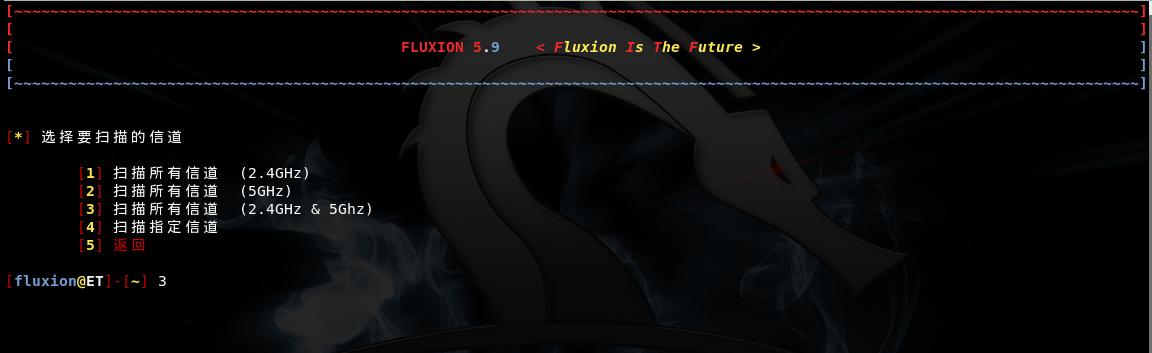 [~~~~~~~~~~~~~~~~~~~~~~~~~~~~~~~~~~~~~~~~~~~~~~~~~~~~~~~~~~~~~~~~~~~~~~~~~~~~~~~~~~~~~~~~~~~~~~~~~~~~~~~~~~~~~~~~~~~~~~~~~~~~~~]
[ ]
[ FLUXION 5.9 < Fluxion Is The Future > ]
[ ]
[~~~~~~~~~~~~~~~~~~~~~~~~~~~~~~~~~~~~~~~~~~~~~~~~~~~~~~~~~~~~~~~~~~~~~~~~~~~~~~~~~~~~~~~~~~~~~~~~~~~~~~~~~~~~~~~~~~~~~~~~~~~~~~]
[*] 选择要扫描的信道
[1] 扫描所有信道 (2.4GHz)
[2] 扫描所有信道 (5GHz)
[3] 扫描所有信道 (2.4GHz & 5Ghz)
[4] 扫描指定信道
[5] 返回
[fluxion@ET]-[~] 3